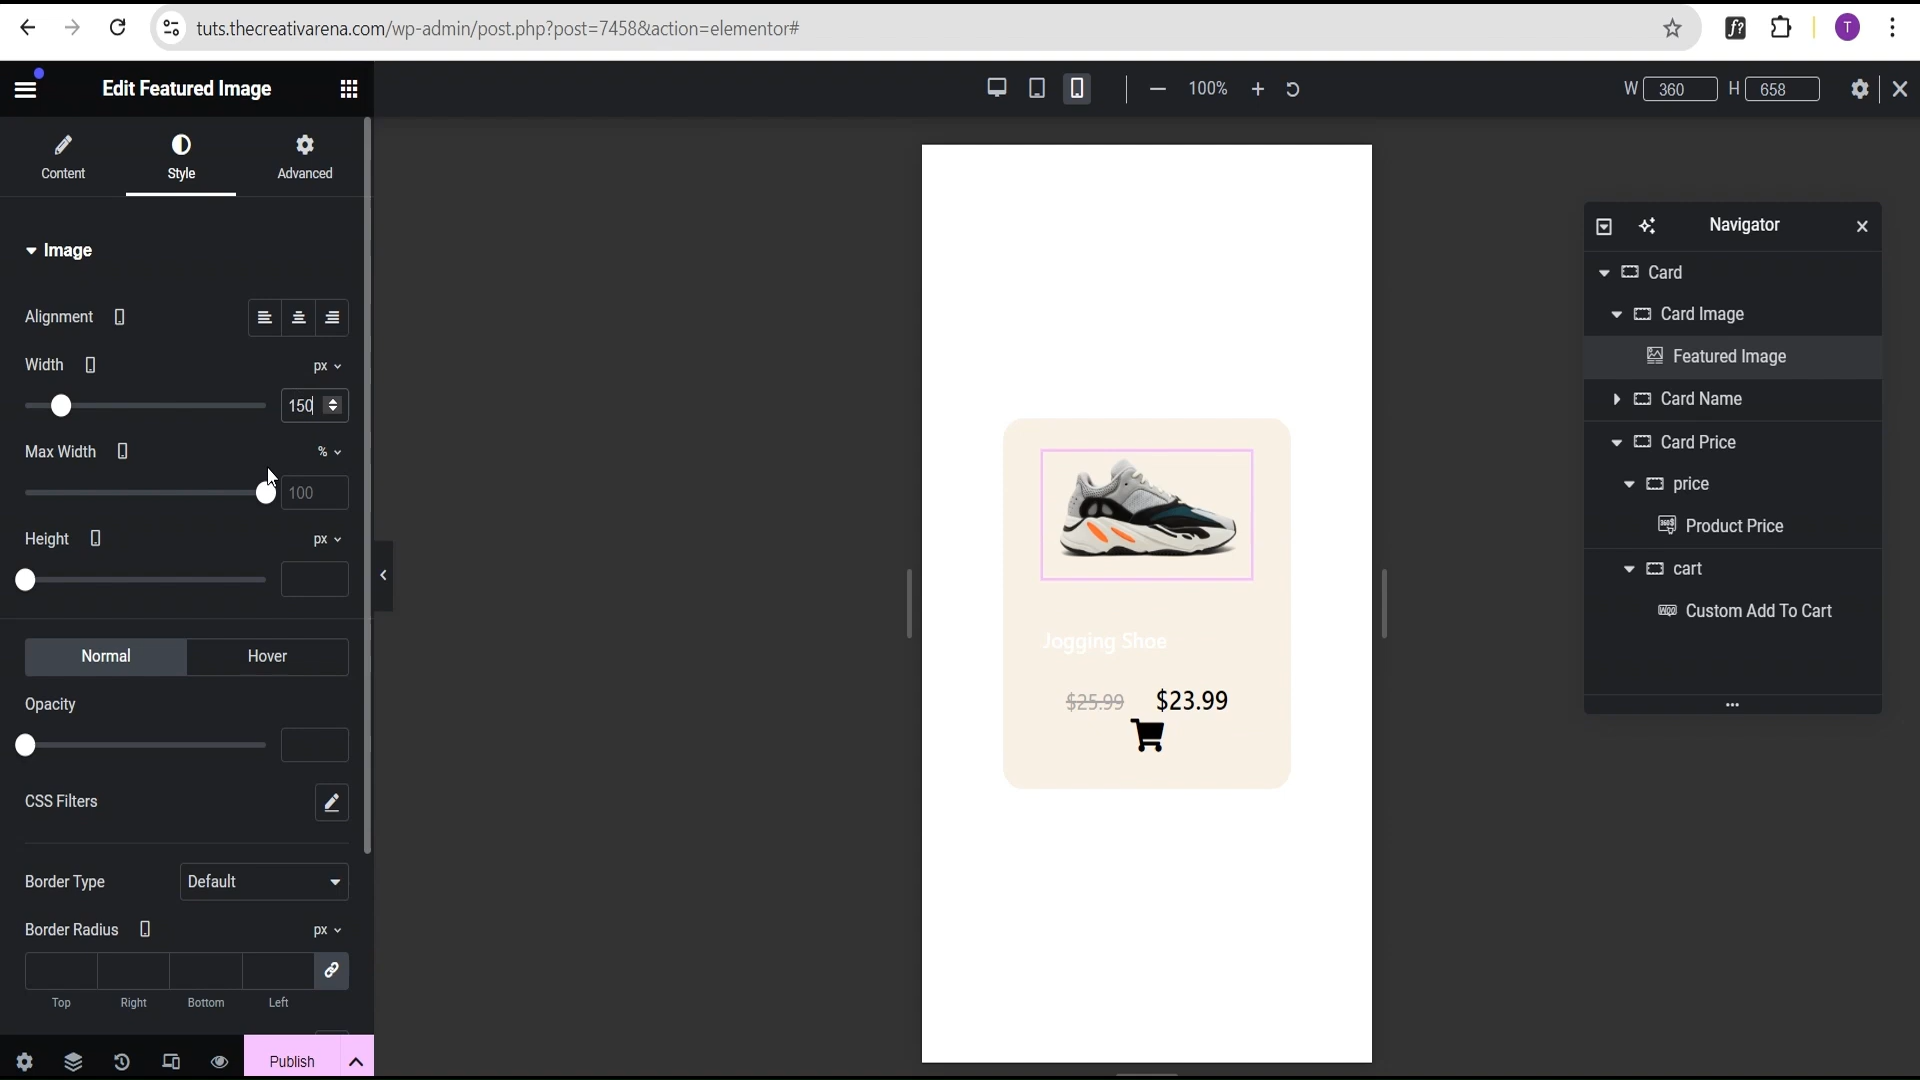 tuts.thecreativarena.com/wp-admin/post.php?post=7458&action=elementor#
f?
T
Edit Featured Image
100%
W 360 H 658
Content
Style
Advanced
Image
Alignment
Width px
150
Max Width %
100
Height px
Normal Hover
Opacity
CSS Filters
Border Type Default
Border Radius px
Top Right Bottom Left
Publish
Jogging Shoe
$25.99 $23.99
Navigator
Card
Card Image
Featured Image
Card Name
Card Price
price
Product Price
cart
Custom Add To Cart